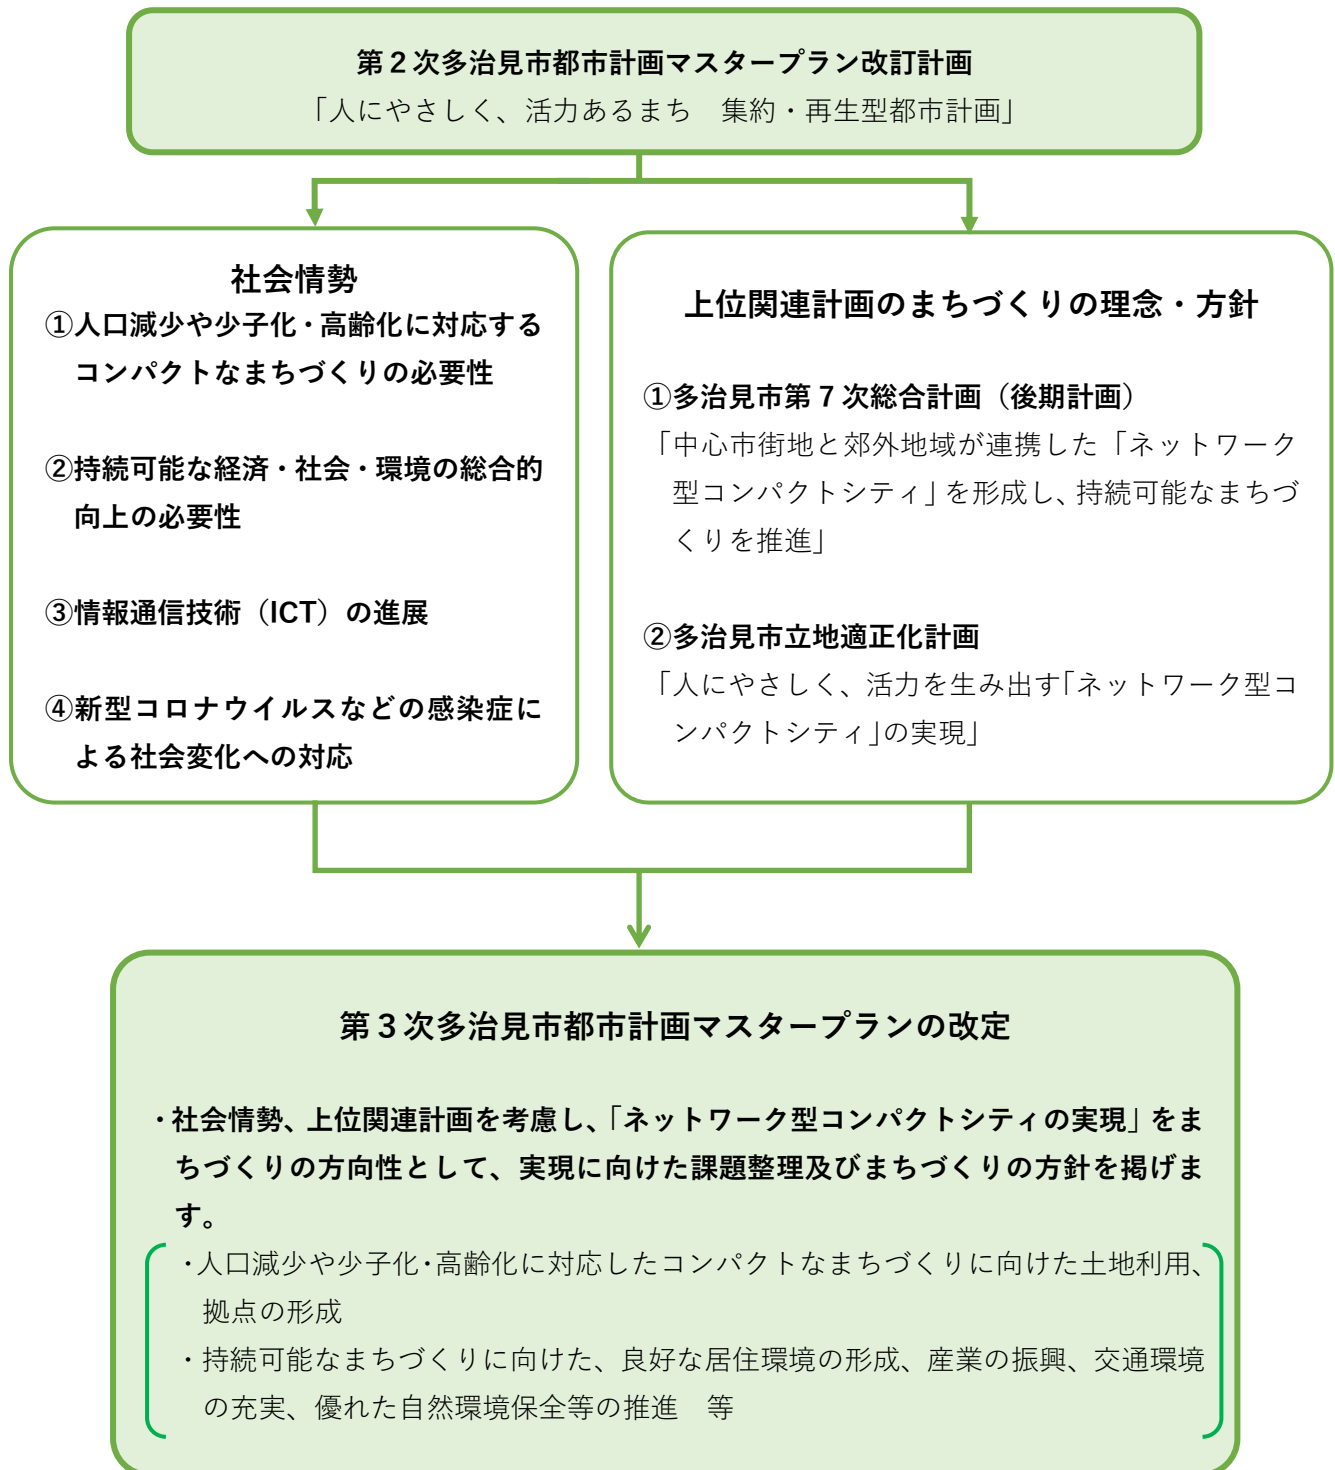 第２次多治見市都市計画マスタープラン改訂計画
「人にやさしく、活力あるまち　集約・再生型都市計画」
社会情勢
①人口減少や少子化・高齢化に対応する
コンパクトなまちづくりの必要性
②持続可能な経済・社会・環境の総合的
向上の必要性
③情報通信技術（ICT）の進展
④新型コロナウイルスなどの感染症に
よる社会変化への対応
上位関連計画のまちづくりの理念・方針
①多治見市第７次総合計画（後期計画）
「中心市街地と郊外地域が連携した「ネットワーク
型コンパクトシティ」を形成し、持続可能なまちづ
くりを推進」
②多治見市立地適正化計画
「人にやさしく、活力を生み出す「ネットワーク型コ
ンパクトシティ」の実現」
第３次多治見市都市計画マスタープランの改定
・社会情勢、上位関連計画を考慮し、「ネットワーク型コンパクトシティの実現」をま
ちづくりの方向性として、実現に向けた課題整理及びまちづくりの方針を掲げま
す。
・人口減少や少子化・高齢化に対応したコンパクトなまちづくりに向けた土地利用、
拠点の形成
・持続可能なまちづくりに向けた、良好な居住環境の形成、産業の振興、交通環境
の充実、優れた自然環境保全等の推進　等